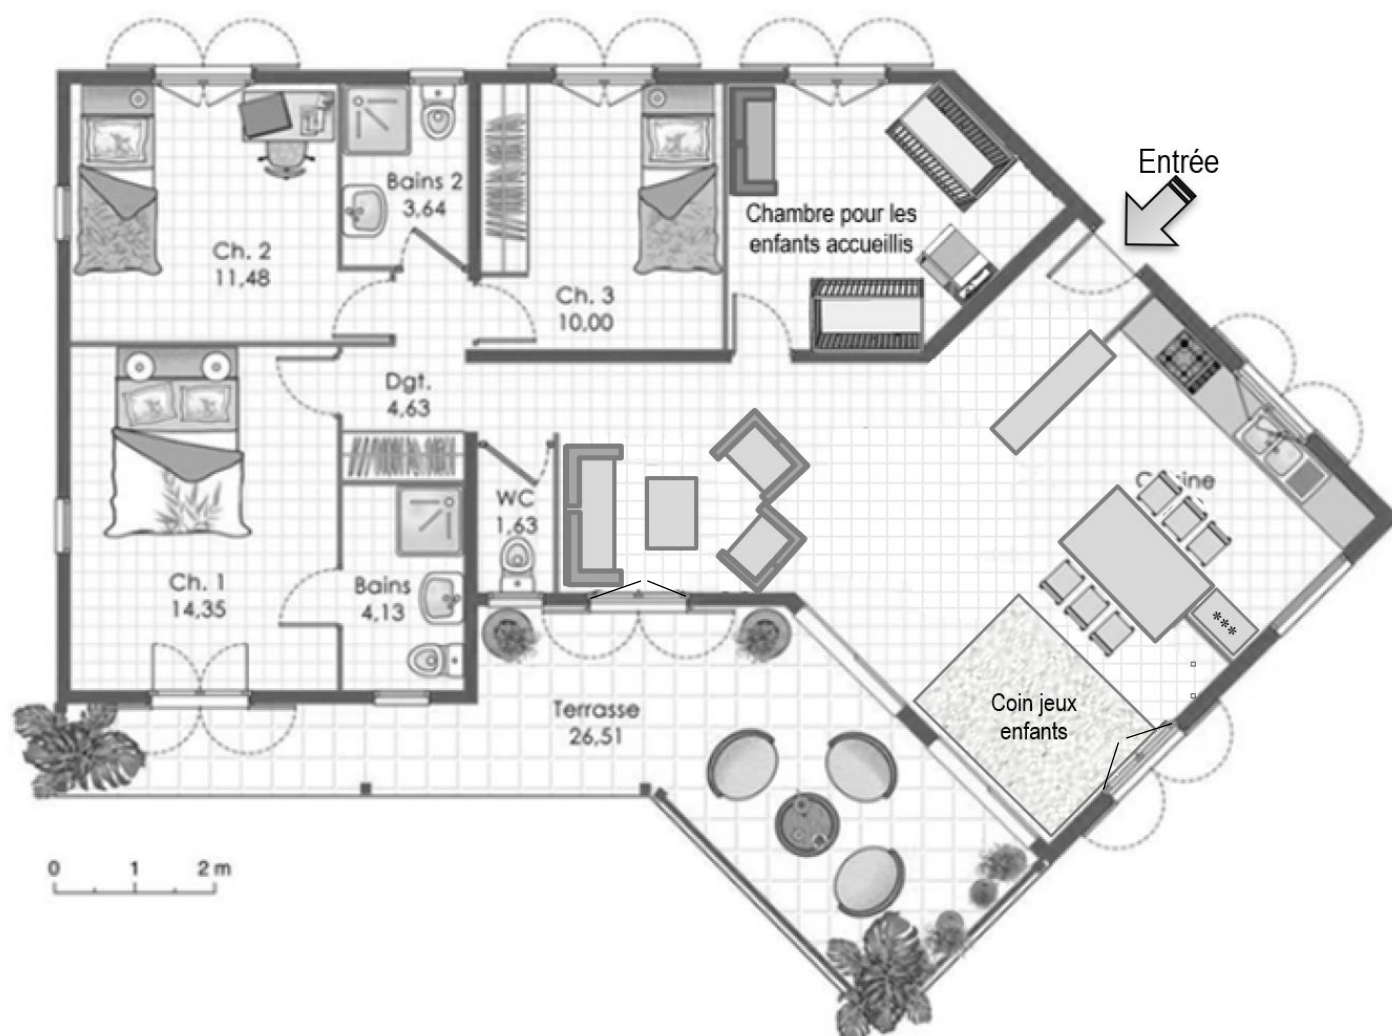 Entrée
Bains 2
3,64
Chambre pour les
enfants accueillis
Ch. 2
11,48
Ch. 3
10,00
Dgt.
4,63
WC
1,63
Ch. 1
14,35
Bains
4,13
***
Coin jeux
enfants
Terrasse
26,51
0 1 2 m